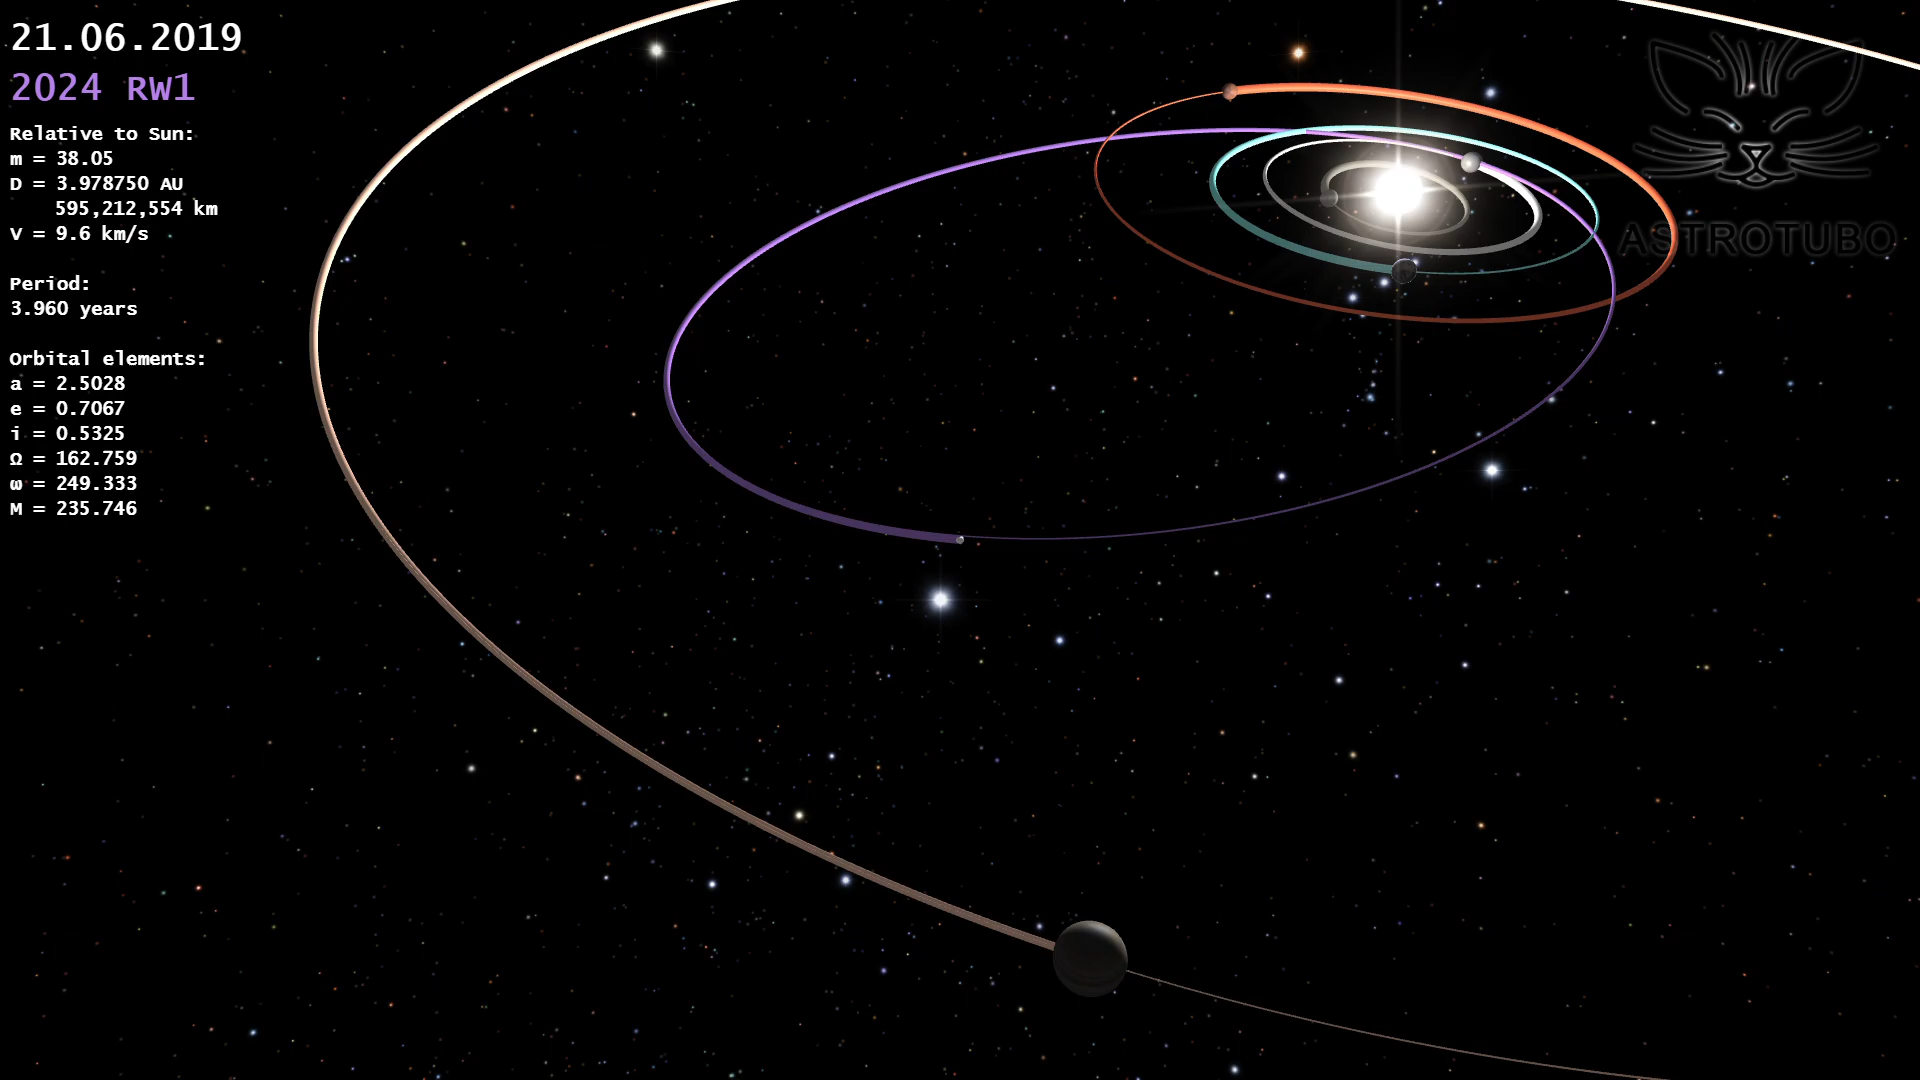 21.06.2019
2024 RW1
Relative to Sun:
m = 38.05
D = 3.978750 AU
595,212,554 km
V = 9.6 km/s
Period:
3.960 years
Orbital elements:
a = 2.5028
e = 0.7067
i = 0.5325
Ω = 162.759
ω = 249.333
M = 235.746
ASTROTUBO